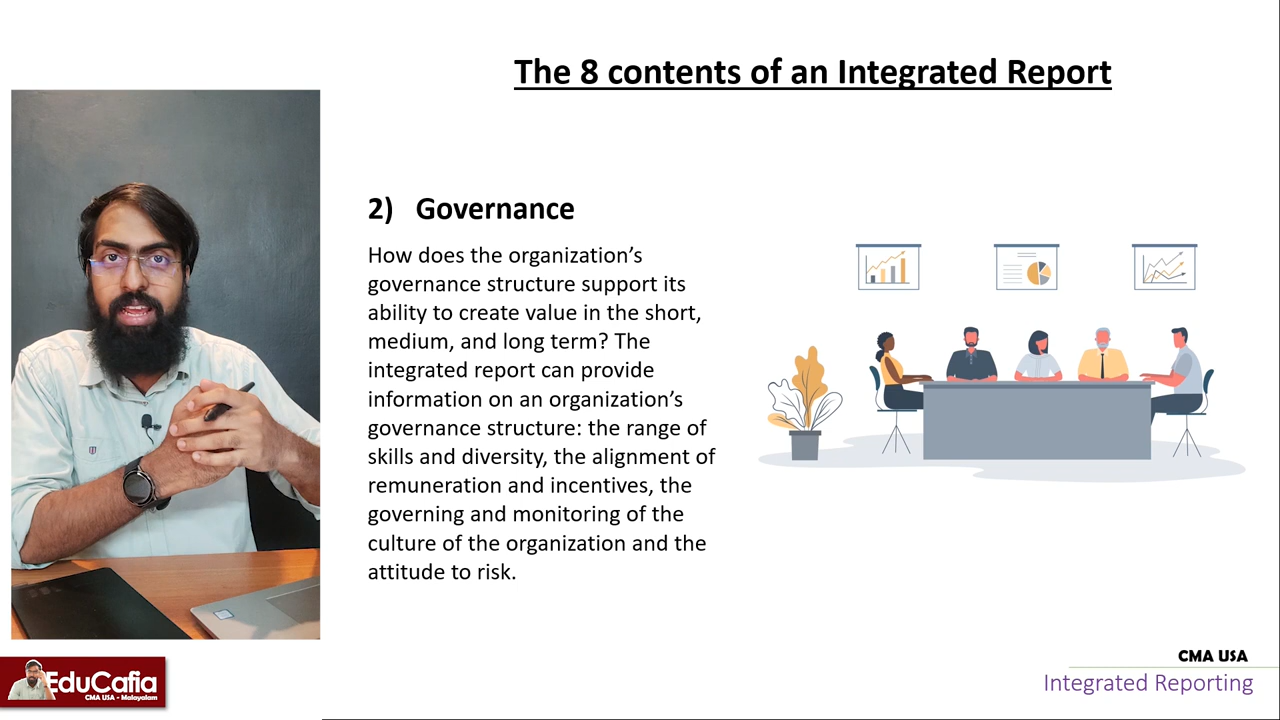 The 8 contents of an Integrated Report
2) Governance
How does the organization’s
governance structure support its
ability to create value in the short,
medium, and long term? The
integrated report can provide
information on an organization’s
governance structure: the range of
skills and diversity, the alignment of
remuneration and incentives, the
governing and monitoring of the
culture of the organization and the
attitude to risk.
EduCafia
CMA USA - Malayalam
CMA USA
Integrated Reporting